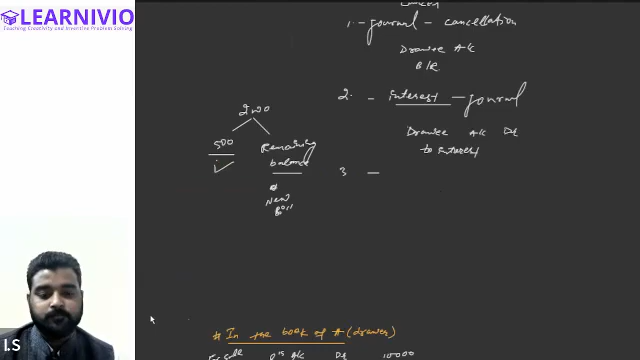 LEARNIVIO
Teaching Creativity and Inventive Problem Solving
1. - Journal - cancellation
Drawee A/c
B/R
2. - interest - Journal
Drawee A/c Dr
to interest
3 -
2000
500
Remaining
balance
New
Bill
# In the book of A (drawer)
Dr
10000
I.S